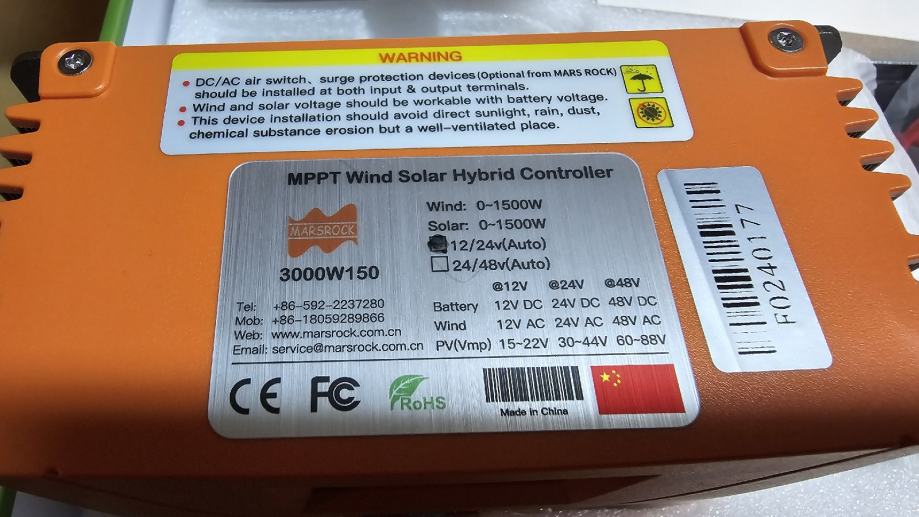 WARNING
• DC/AC air switch、surge protection devices(Optional from MARS ROCK)
should be installed at both input & output terminals.
• Wind and solar voltage should be workable with battery voltage.
• This device installation should avoid direct sunlight, rain, dust,
chemical substance erosion but a well-ventilated place.
MPPT Wind Solar Hybrid Controller
MARSROCK
3000W150
Wind: 0~1500W
Solar: 0~1500W
12/24v(Auto)
24/48v(Auto)
@12V @24V @48V
Battery 12V DC 24V DC 48V DC
Wind 12V AC 24V AC 48V AC
PV(Vmp) 15~22V 30~44V 60~88V
Tel: +86-592-2237280
Mob: +86-18059289866
Web: www.marsrock.com.cn
Email: service@marsrock.com.cn
CE FC RoHS
Made in China
F0240177